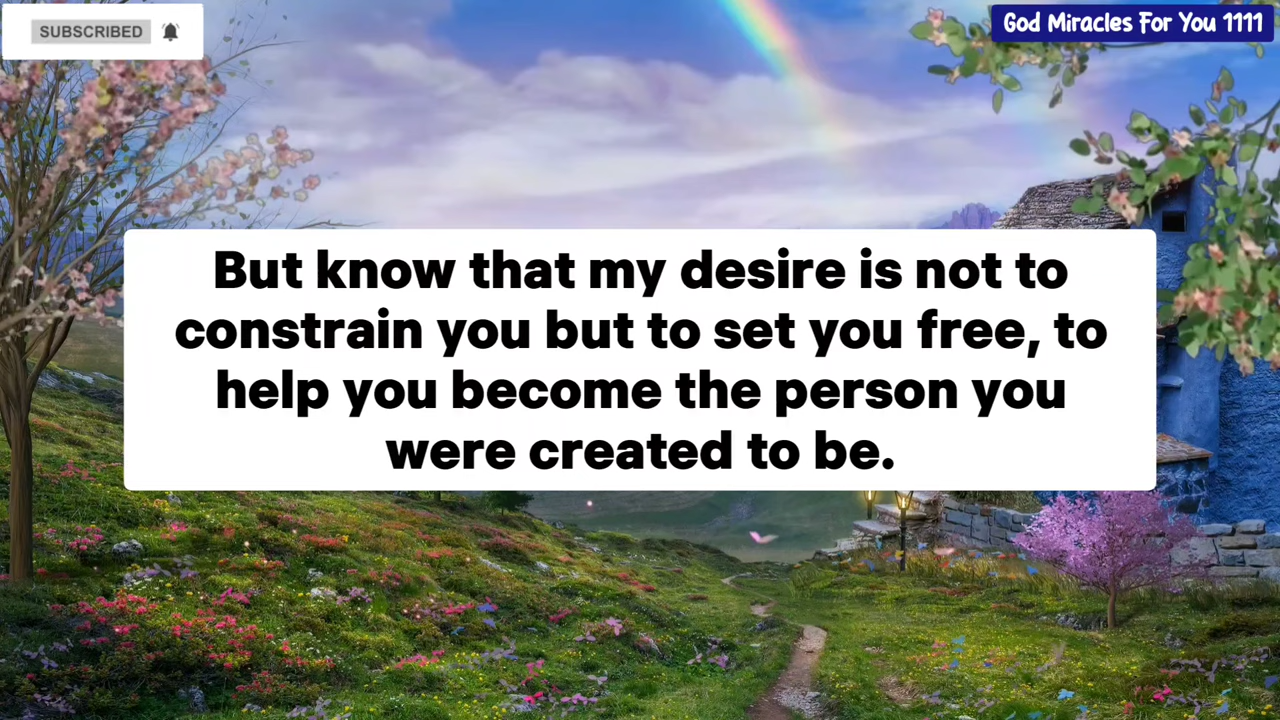 SUBSCRIBED
God Miracles For You 1111
But know that my desire is not to
constrain you but to set you free, to
help you become the person you
were created to be.